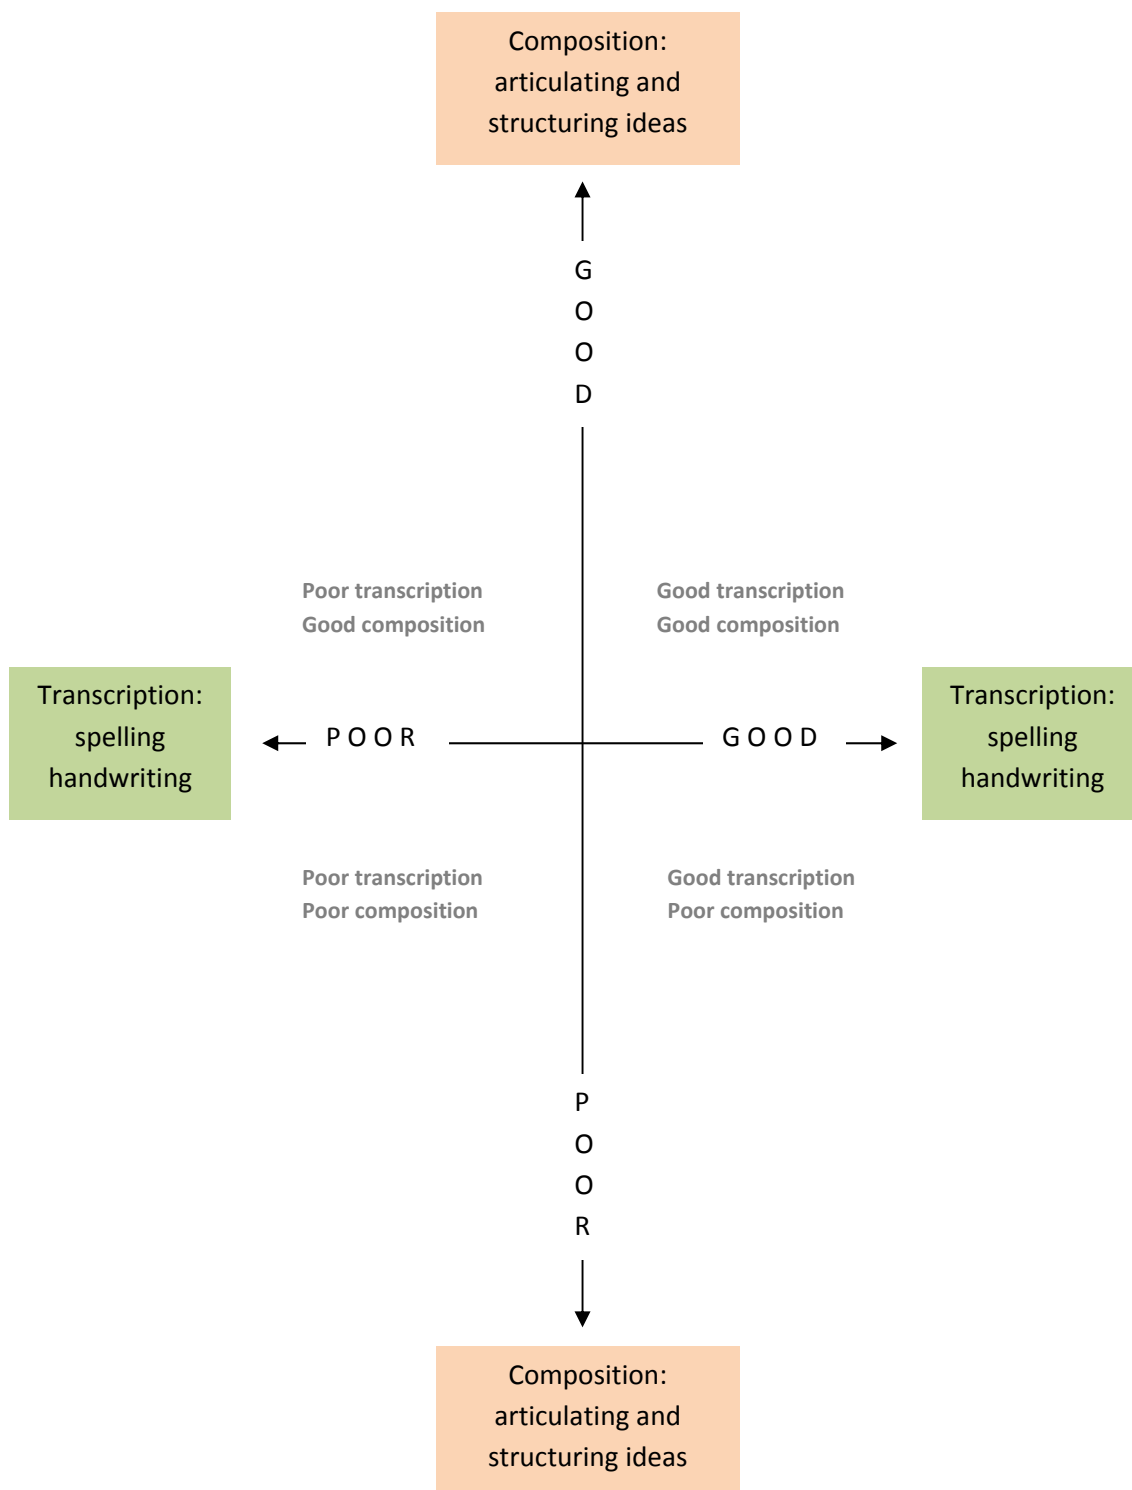 Composition:
articulating and
structuring ideas
G
O
O
D
Poor transcription
Good composition
Good transcription
Good composition
Transcription:
spelling
handwriting
P O O R
G O O D
Transcription:
spelling
handwriting
Poor transcription
Poor composition
Good transcription
Poor composition
P
O
O
R
Composition:
articulating and
structuring ideas